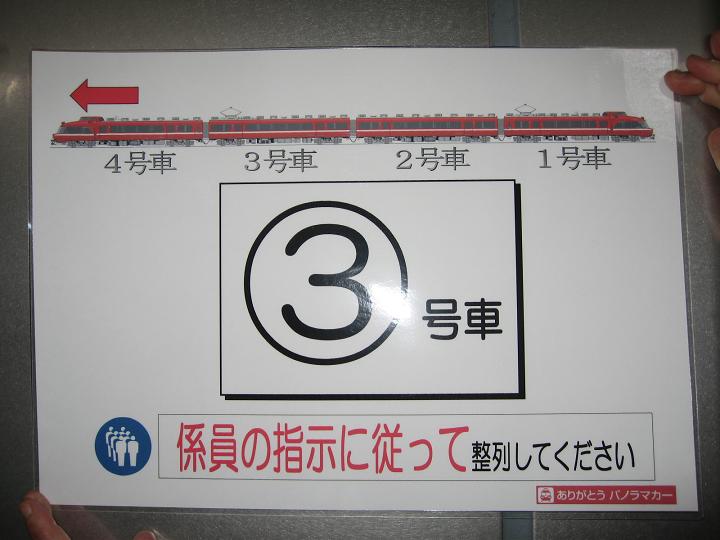 4号車 3号車 2号車 1号車
3号車
係員の指示に従って整列してください
ありがとう パノラマカー